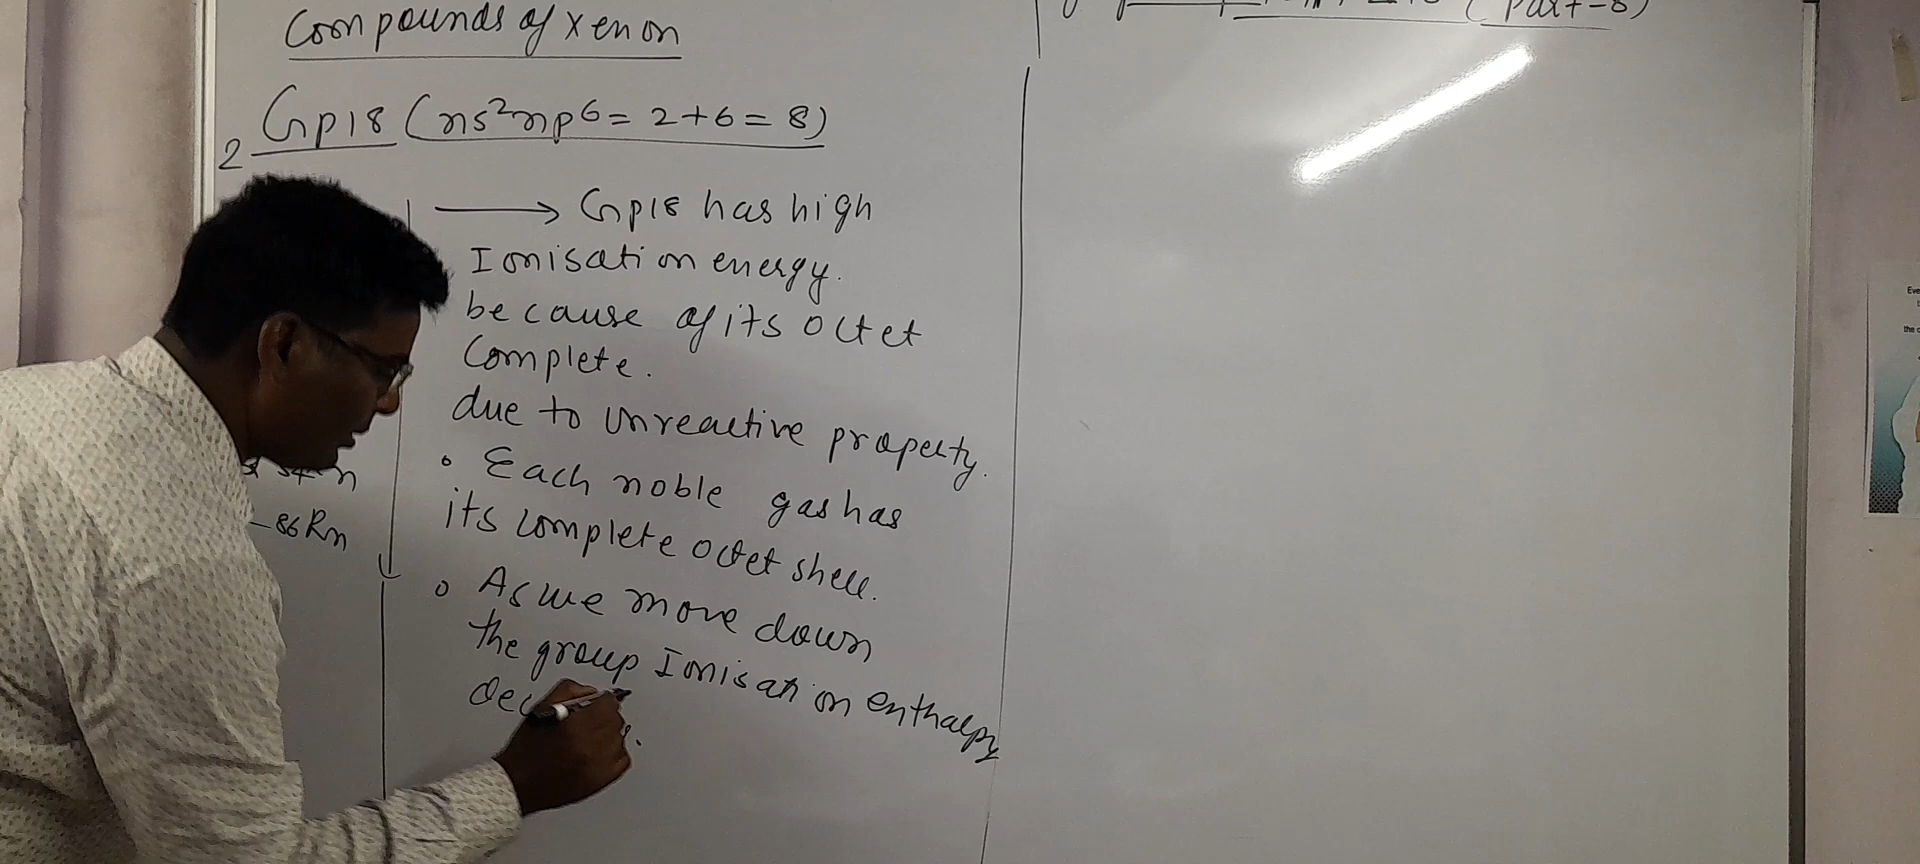 Compounds of Xenon
(Part-8)
Gp18 (ns²np6 = 2+6 = 8)
2
→ Gp18 has high
Ionisation energy.
because of its octet
Complete.
due to unreactive property.
• Each noble gas has
its complete octet shell.
-86Rn
• As we move down
the group Ionisation enthalpy